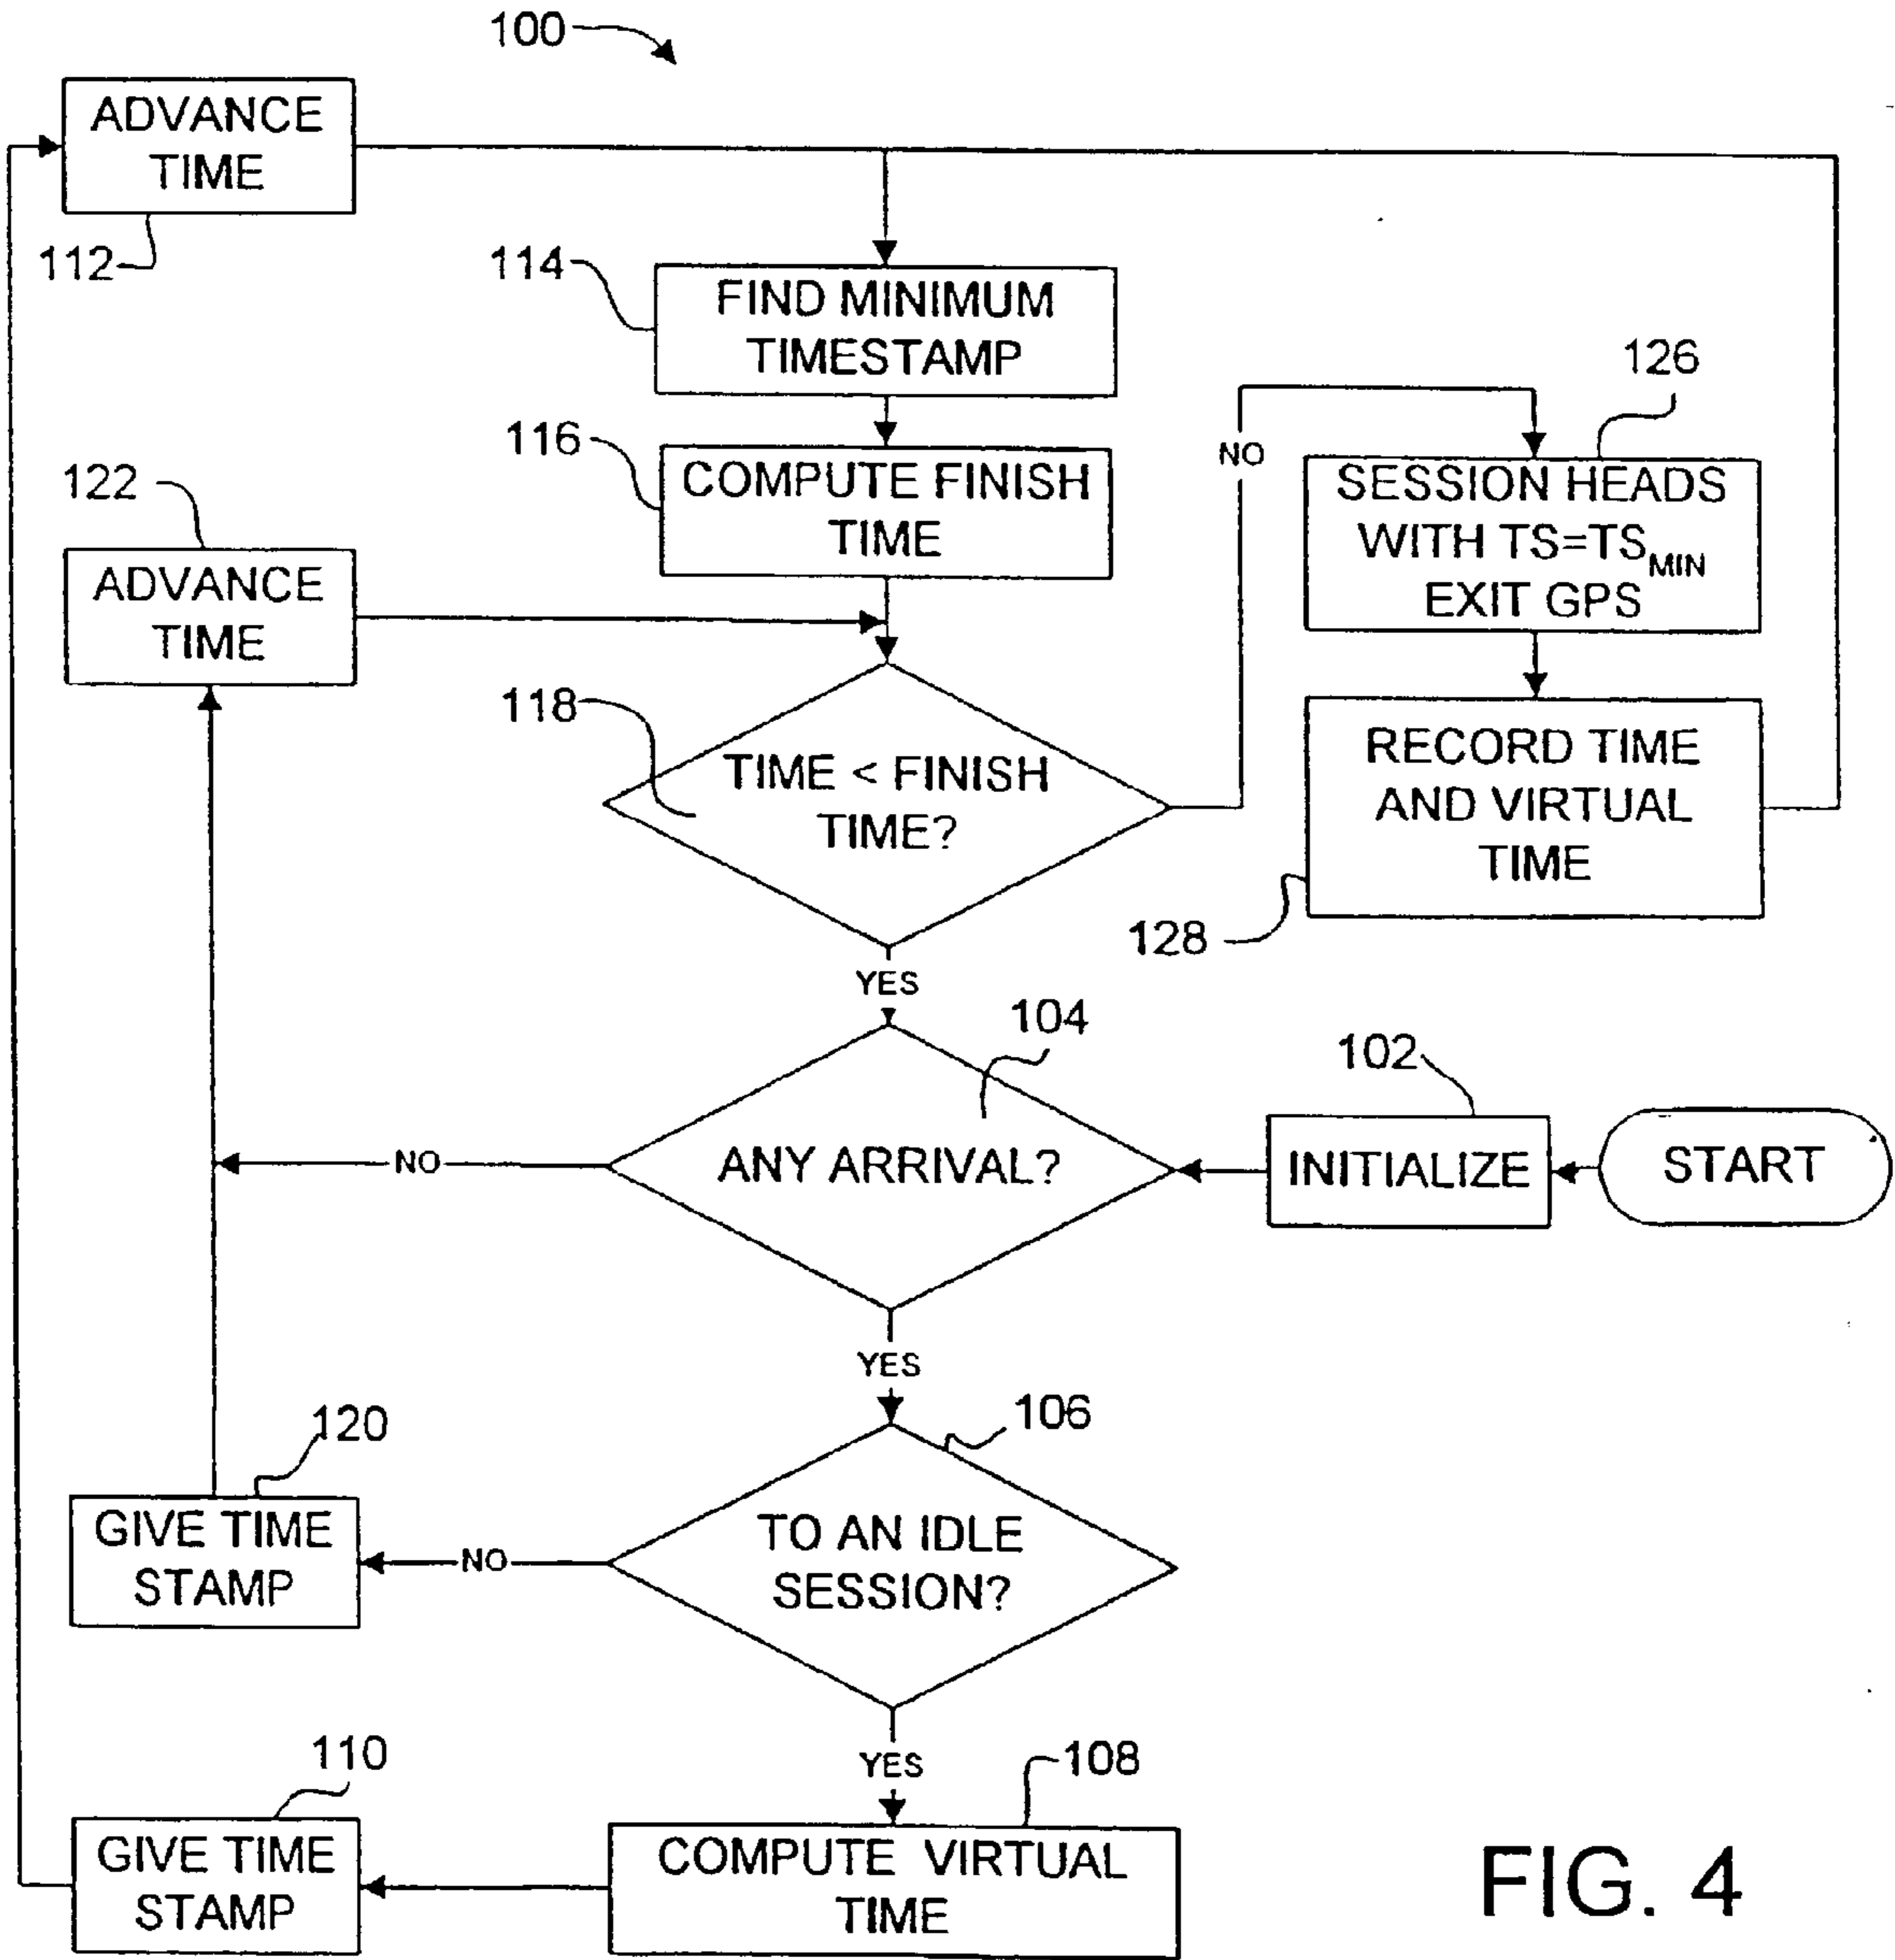 100
ADVANCE
TIME
112
114
FIND MINIMUM
TIMESTAMP
126
116
COMPUTE FINISH
TIME
NO
SESSION HEADS
WITH TS=TSMIN
EXIT GPS
122
ADVANCE
TIME
118
TIME < FINISH
TIME?
RECORD TIME
AND VIRTUAL
TIME
128
YES
104
102
NO
ANY ARRIVAL?
INITIALIZE
START
YES
106
120
GIVE TIME
STAMP
NO
TO AN IDLE
SESSION?
YES
108
110
GIVE TIME
STAMP
COMPUTE VIRTUAL
TIME
FIG. 4